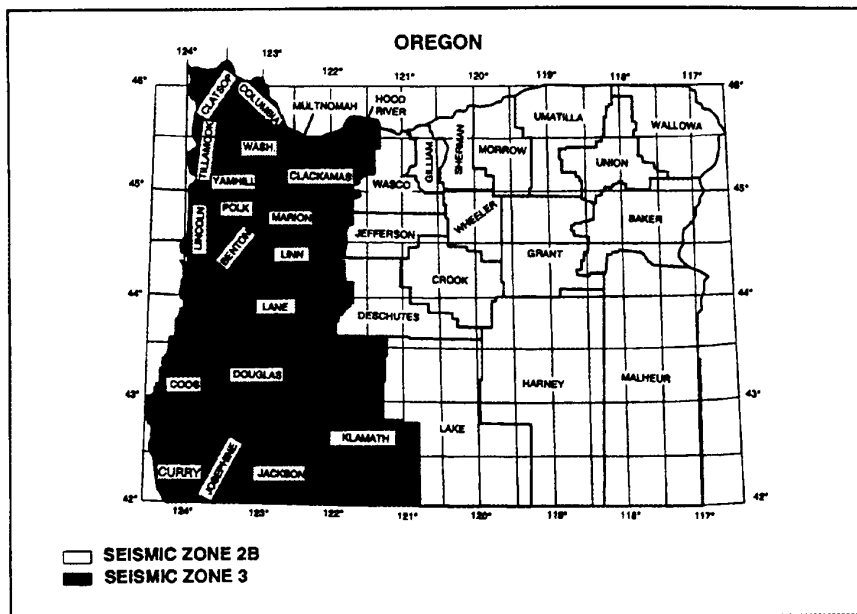 OREGON
124° 123° 122° 121° 120° 119° 118° 117°
46° 46°
CLATSOP
COLUMBIA
MULTNOMAH
HOOD
RIVER
UMATILLA
WALLOWA
TILLAMOOK
WASH.
GILLIAM
SHERMAN
MORROW
UNION
YAMHILL
CLACKAMAS
WASCO
45° 45°
LINCOLN
POLK
MARION
WHEELER
BAKER
BENTON
JEFFERSON
LINN
GRANT
CROOK
44° 44°
LANE
DESCHUTES
COOS
DOUGLAS
HARNEY
MALHEUR
43° 43°
KLAMATH
LAKE
CURRY
JOSEPHINE
JACKSON
42° 42°
124° 123° 122° 121° 120° 119° 118° 117°
SEISMIC ZONE 2B
SEISMIC ZONE 3